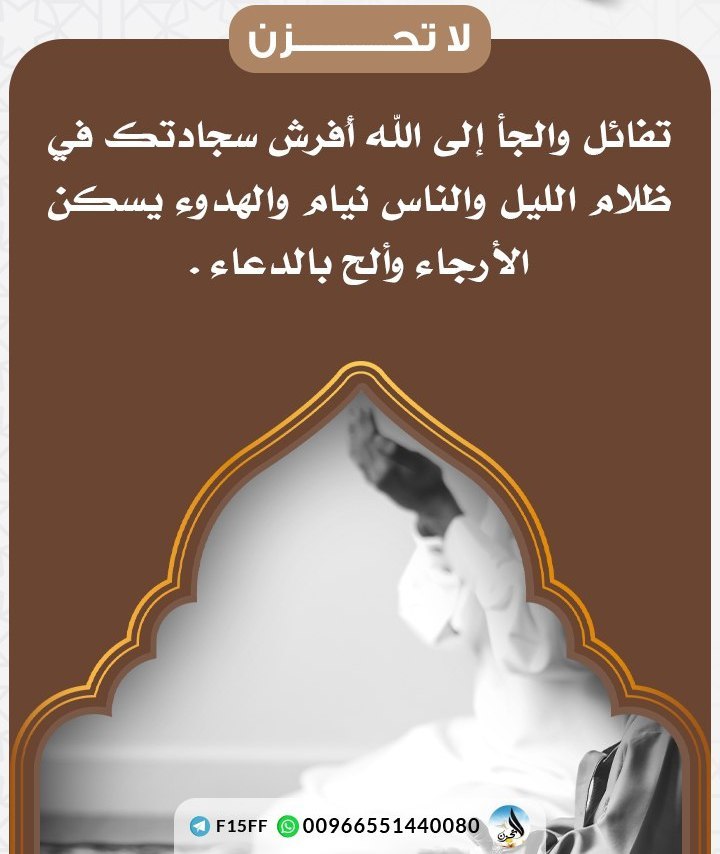 لا تحـــــــزن
تفائل والجأ إلى الله أفرش سجادتك في
ظلام الليل والناس نيام والهدوء يسكن
الأرجاء وألح بالدعاء .
F15FF 00966551440080